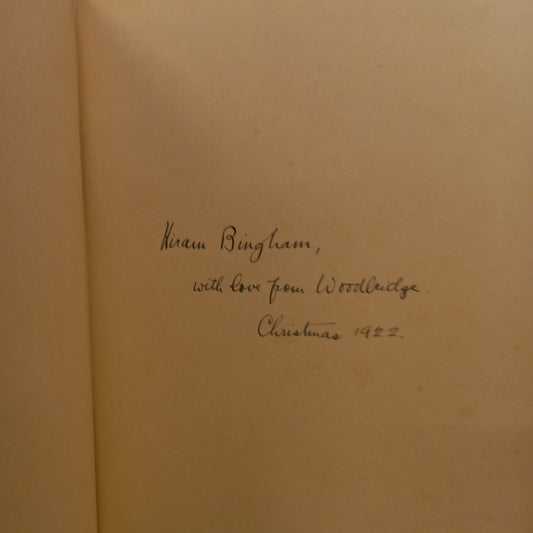 Hiram Bingham,
with love from Woodbridge.
Christmas 1922.